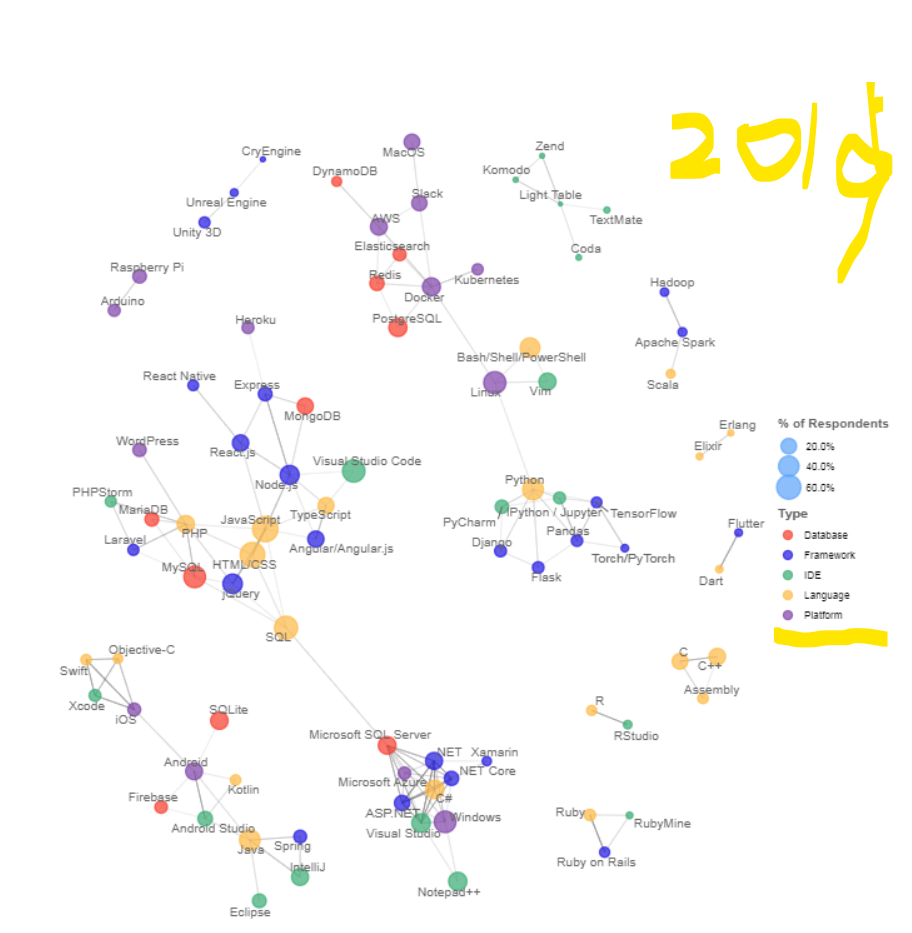 2019
CryEngine
Unreal Engine
Unity 3D
Raspberry Pi
Arduino
MacOS
DynamoDB
Slack
AWS
Elasticsearch
Redis
Kubernetes
Docker
PostgreSQL
Zend
Komodo
Light Table
TextMate
Coda
Hadoop
Apache Spark
Scala
Heroku
Bash/Shell/PowerShell
Linux
Vim
React Native
Express
MongoDB
WordPress
React.js
Visual Studio Code
Node.js
PHPStorm
MariaDB
JavaScript
TypeScript
PHP
Laravel
Angular/Angular.js
MySQL
HTML/CSS
jQuery
SQL
Python
IPython / Jupyter
TensorFlow
PyCharm
Pandas
Django
Torch/PyTorch
Flask
Erlang
Elixir
Flutter
Dart
% of Respondents
20.0%
40.0%
60.0%
Type
Database
Framework
IDE
Language
Platform
Objective-C
Swift
Xcode
iOS
SQLite
Android
Kotlin
Firebase
Android Studio
Java
Spring
IntelliJ
Eclipse
Microsoft SQL Server
.NET
Xamarin
Microsoft Azure
.NET Core
C#
ASP.NET
Windows
Visual Studio
Notepad++
C
C++
Assembly
R
RStudio
Ruby
RubyMine
Ruby on Rails